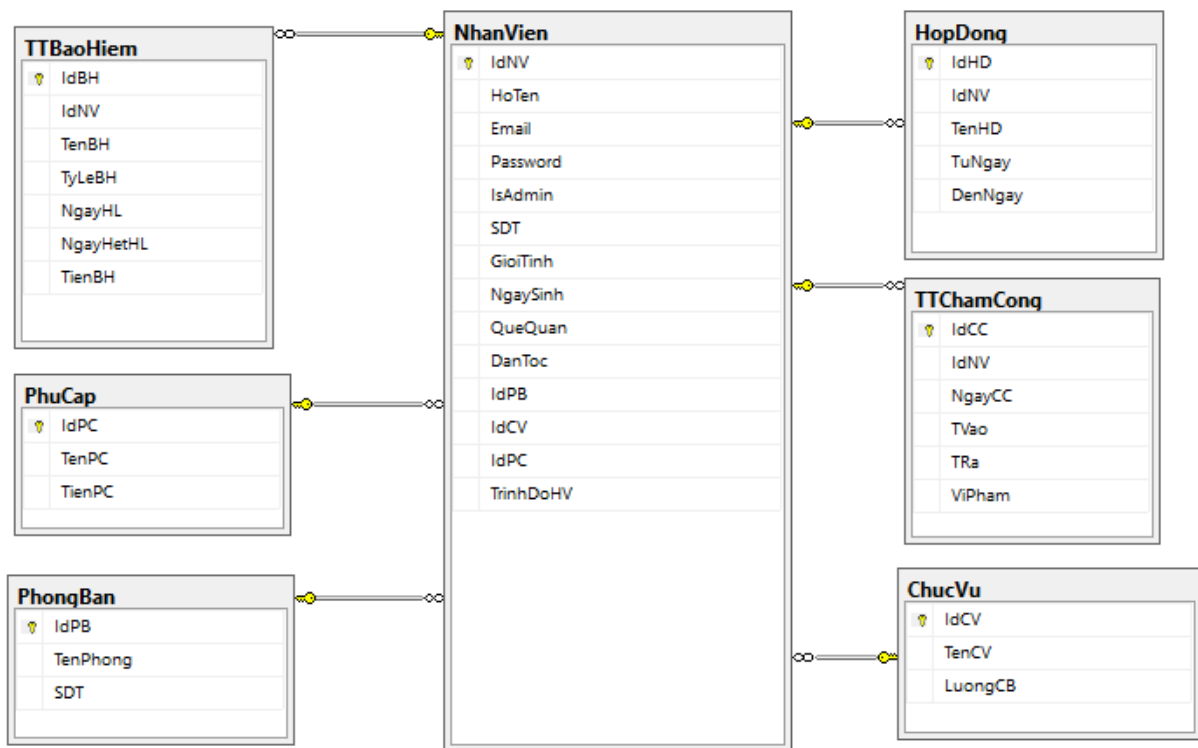 TTBaoHiem
IdBH
IdNV
TenBH
TyLeBH
NgayHL
NgayHetHL
TienBH
PhuCap
IdPC
TenPC
TienPC
PhongBan
IdPB
TenPhong
SDT
NhanVien
IdNV
HoTen
Email
Password
IsAdmin
SDT
GioiTinh
NgaySinh
QueQuan
DanToc
IdPB
IdCV
IdPC
TrinhDoHV
HopDong
IdHD
IdNV
TenHD
TuNgay
DenNgay
TTChamCong
IdCC
IdNV
NgayCC
TVao
TRa
ViPham
ChucVu
IdCV
TenCV
LuongCB